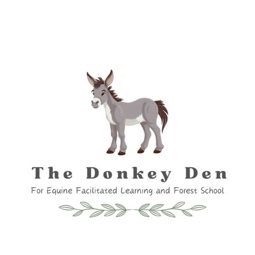 The Donkey Den
For Equine Facilitated Learning and Forest School